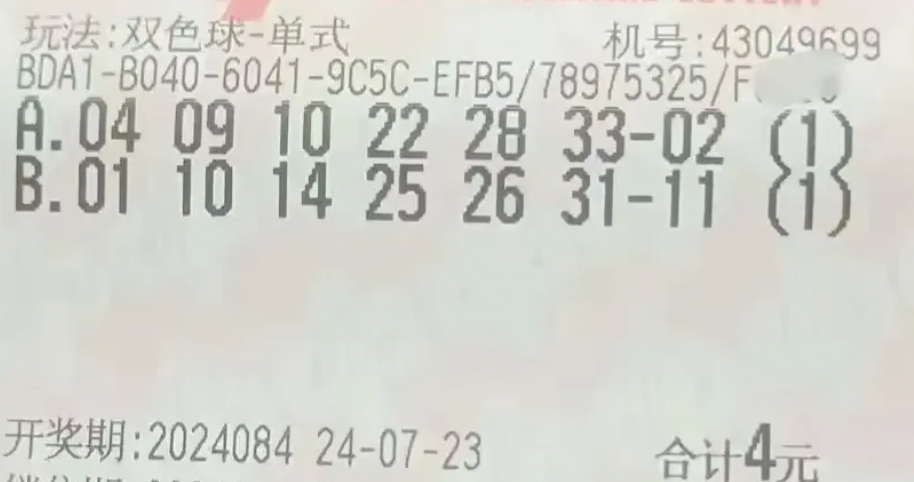 玩法:双色球-单式 机号:43049699
BDA1-B040-6041-9C5C-EFB5/78975325/F
A.04 09 10 22 28 33-02 (1)
B.01 10 14 25 26 31-11 (1)
开奖期:2024084 24-07-23 合计4元